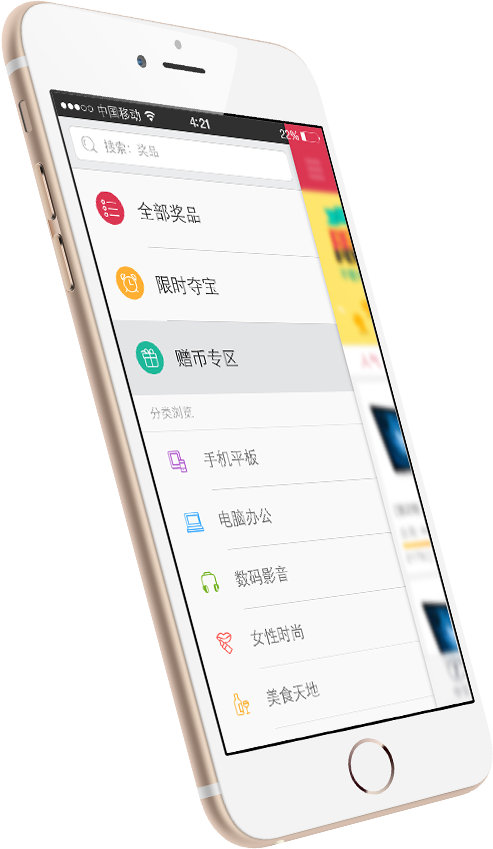 中国移动 4:21 22%
搜索：奖品
全部奖品
限时夺宝
赠币专区
分类浏览
手机平板
电脑办公
数码影音
女性时尚
美食天地